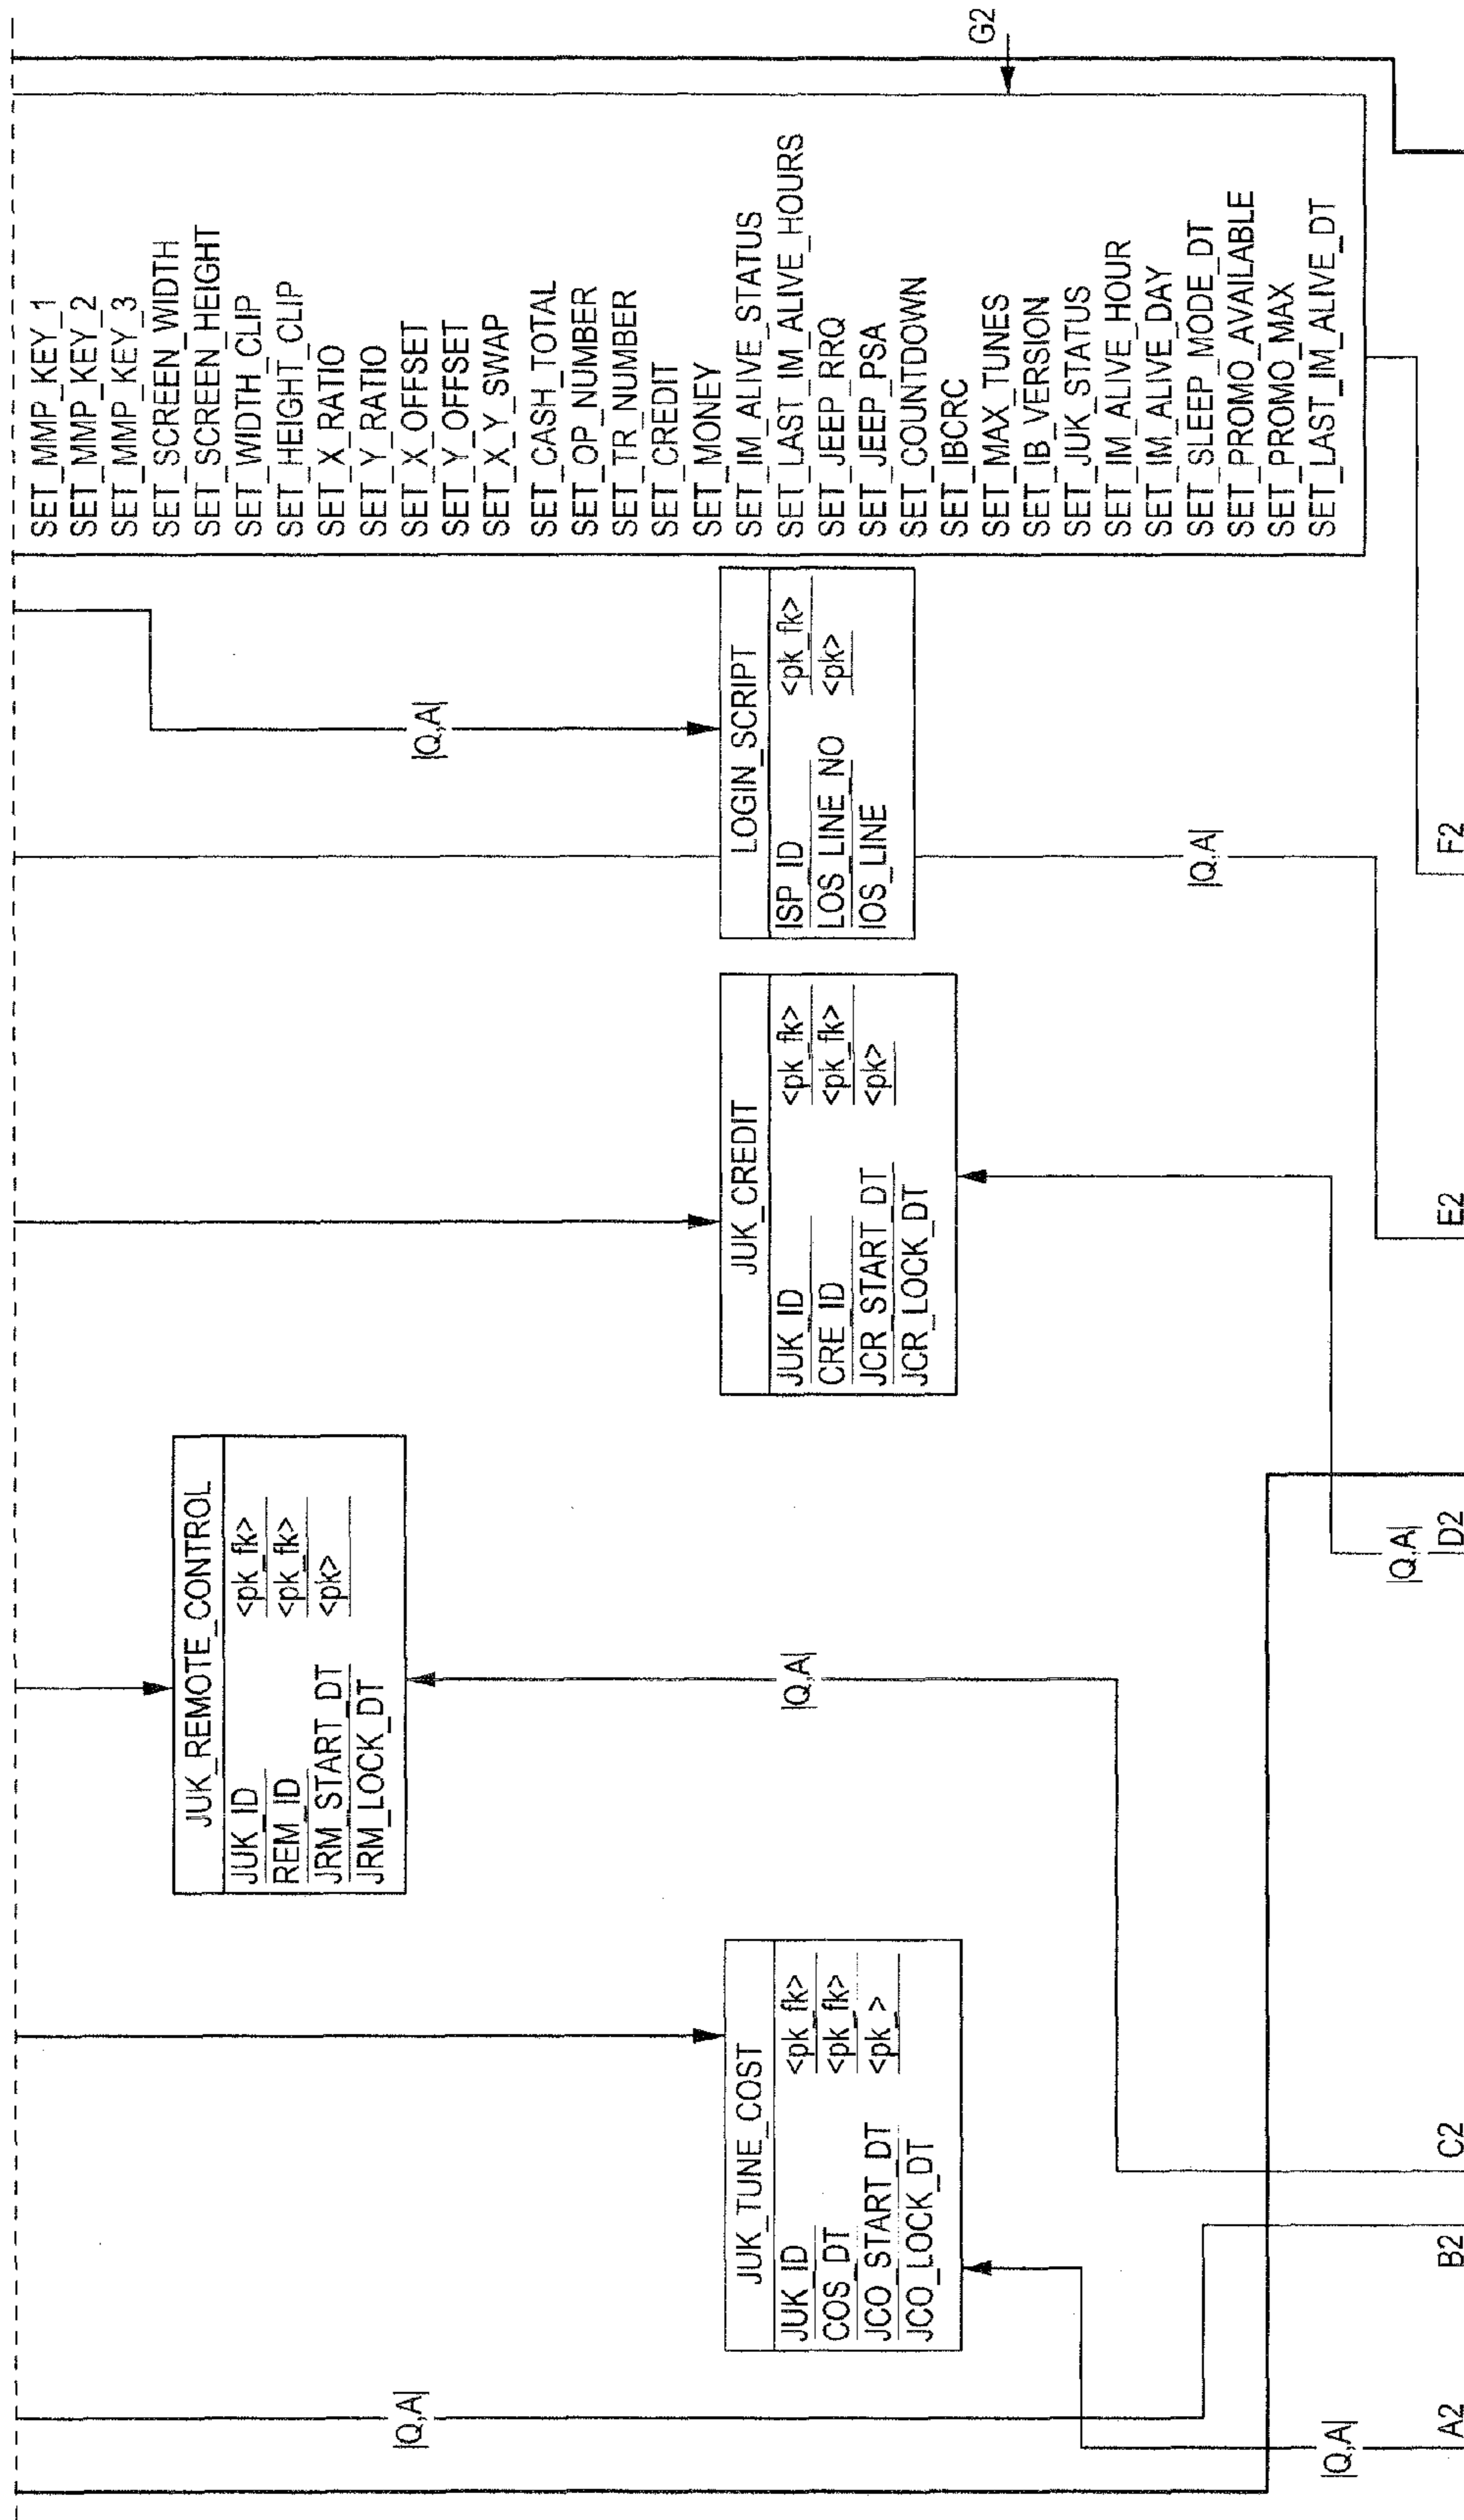 JUK_TUNE_COST
JUK_ID <pk_fk>
COS_DT <pk_fk>
JCO_START_DT <pk_>
JCO_LOCK_DT
JUK_REMOTE_CONTROL
JUK_ID <pk_fk>
REM_ID <pk_fk>
JRM_START_DT <pk>
JRM_LOCK_DT
JUK_CREDIT
JUK_ID <pk_fk>
CRE_ID <pk_fk>
JCR_START_DT <pk>
JCR_LOCK_DT
LOGIN_SCRIPT
ISP_ID <pk_fk>
LOS_LINE_NO <pk>
IOS_LINE
SET_MMP_KEY_1
SET_MMP_KEY_2
SET_MMP_KEY_3
SET_SCREEN_WIDTH
SET_SCREEN_HEIGHT
SET_WIDTH_CLIP
SET_HEIGHT_CLIP
SET_X_RATIO
SET_Y_RATIO
SET_X_OFFSET
SET_Y_OFFSET
SET_X_Y_SWAP
SET_CASH_TOTAL
SET_OP_NUMBER
SET_TR_NUMBER
SET_CREDIT
SET_MONEY
SET_IM_ALIVE_STATUS
SET_LAST_IM_ALIVE_HOURS
SET_JEEP_RRQ
SET_JEEP_PSA
SET_COUNTDOWN
SET_IBCRC
SET_MAX_TUNES
SET_IB_VERSION
SET_JUK_STATUS
SET_IM_ALIVE_HOUR
SET_IM_ALIVE_DAY
SET_SLEEP_MODE_DT
SET_PROMO_AVAILABLE
SET_PROMO_MAX
SET_LAST_IM_ALIVE_DT
G2
|Q,A|
|Q,A|
|Q,A|
|Q,A|
|Q,A|
|Q,A|
A2
B2
C2
D2
E2
F2